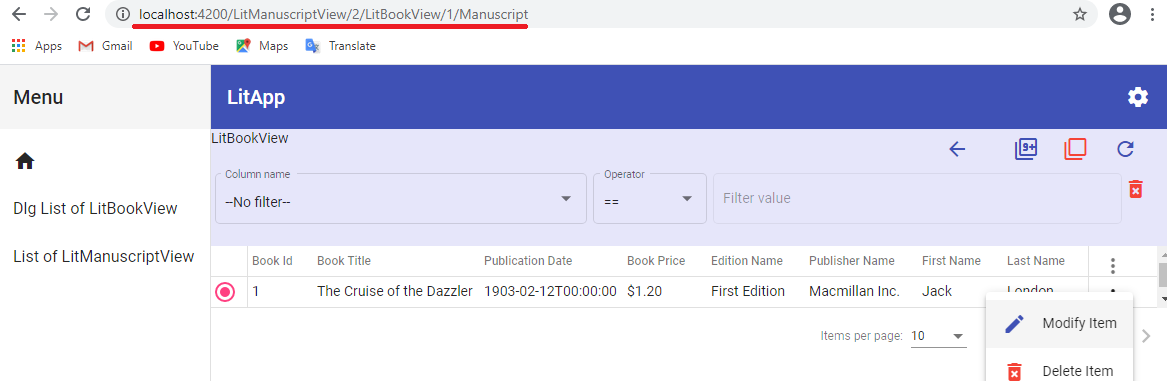 localhost:4200/LitManuscriptView/2/LitBookView/1/Manuscript
Apps Gmail YouTube Maps Translate
Menu LitApp
LitBookView
9+
Column name Operator
--No filter-- == Filter value
Dlg List of LitBookView
List of LitManuscriptView
Book Id Book Title Publication Date Book Price Edition Name Publisher Name First Name Last Name
1 The Cruise of the Dazzler 1903-02-12T00:00:00 $1.20 First Edition Macmillan Inc. Jack London
Modify Item
Items per page: 10
Delete Item